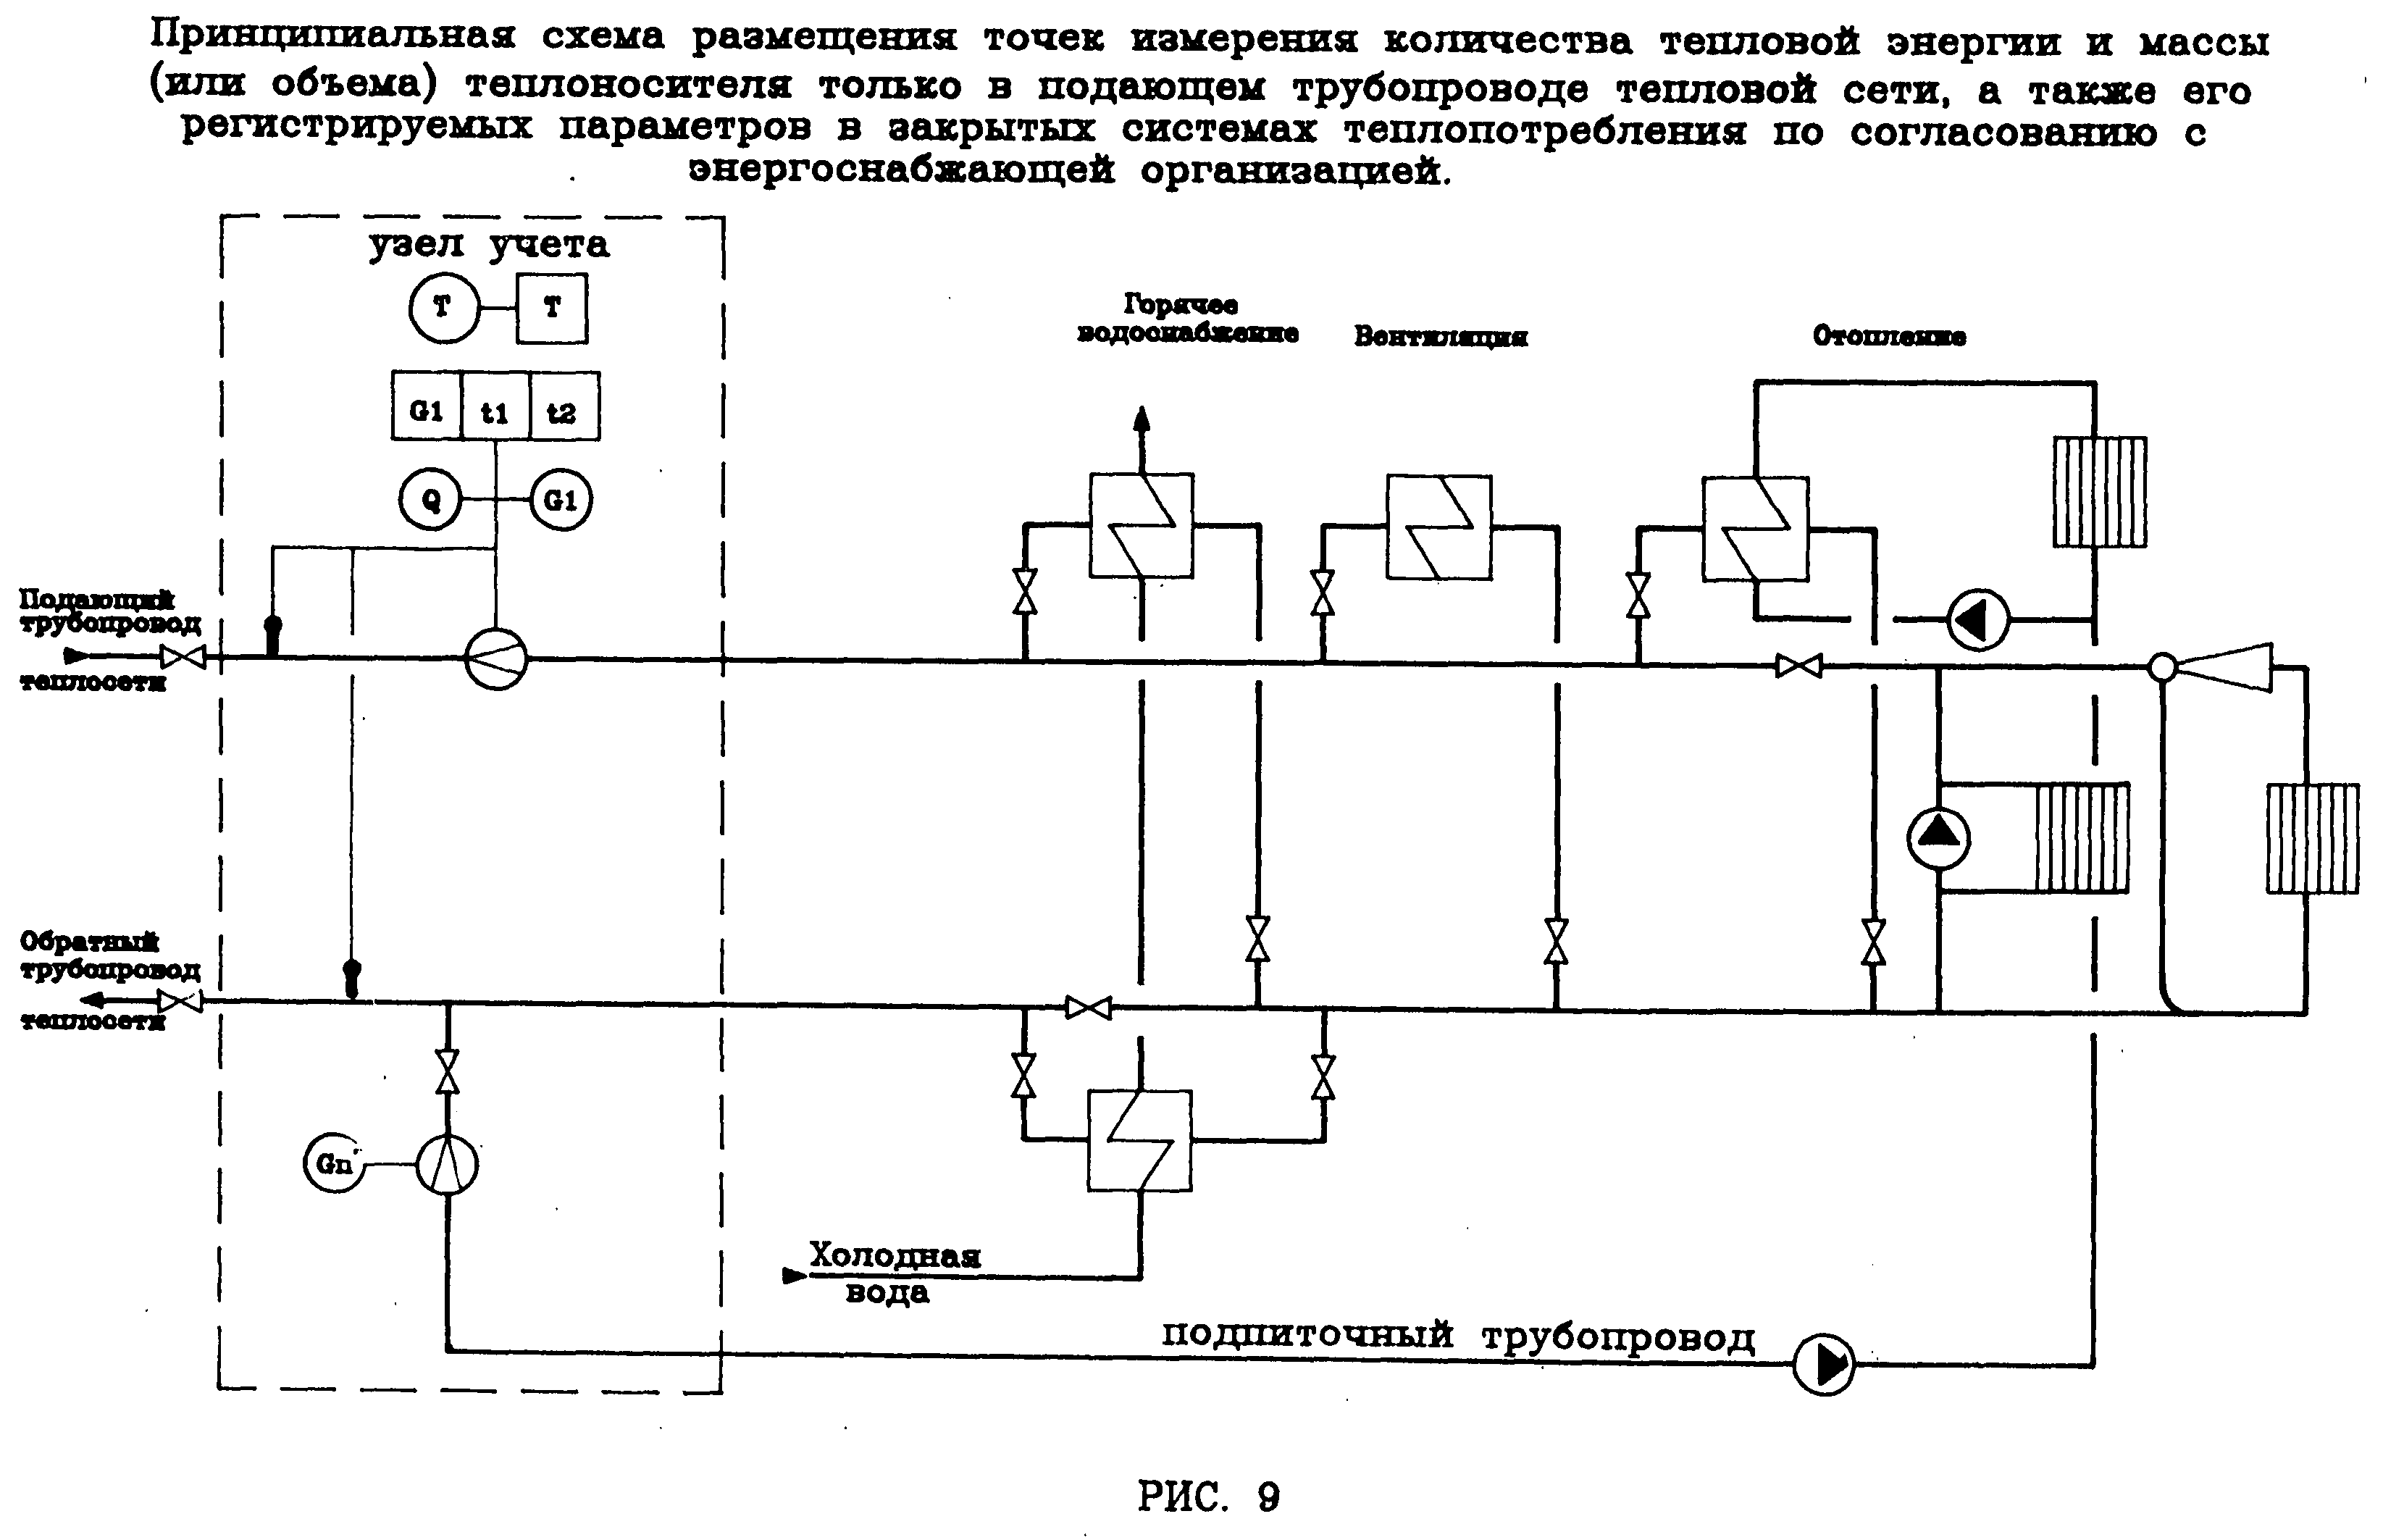 Принципиальная схема размещения точек измерения количества тепловой энергии и массы
(или объема) теплоносителя только в подающем трубопроводе тепловой сети, а также его
регистрируемых параметров в закрытых системах теплопотребления по согласованию с
энергоснабжающей организацией.
узел учета
Т Т
G1 t1 t2
Q G1
Горячее
водоснабжение
Вентиляция
Отопление
Подающий
трубопровод
теплосети
Обратный
трубопровод
теплосети
Gп
Холодная
вода
подпиточный трубопровод
РИС. 9